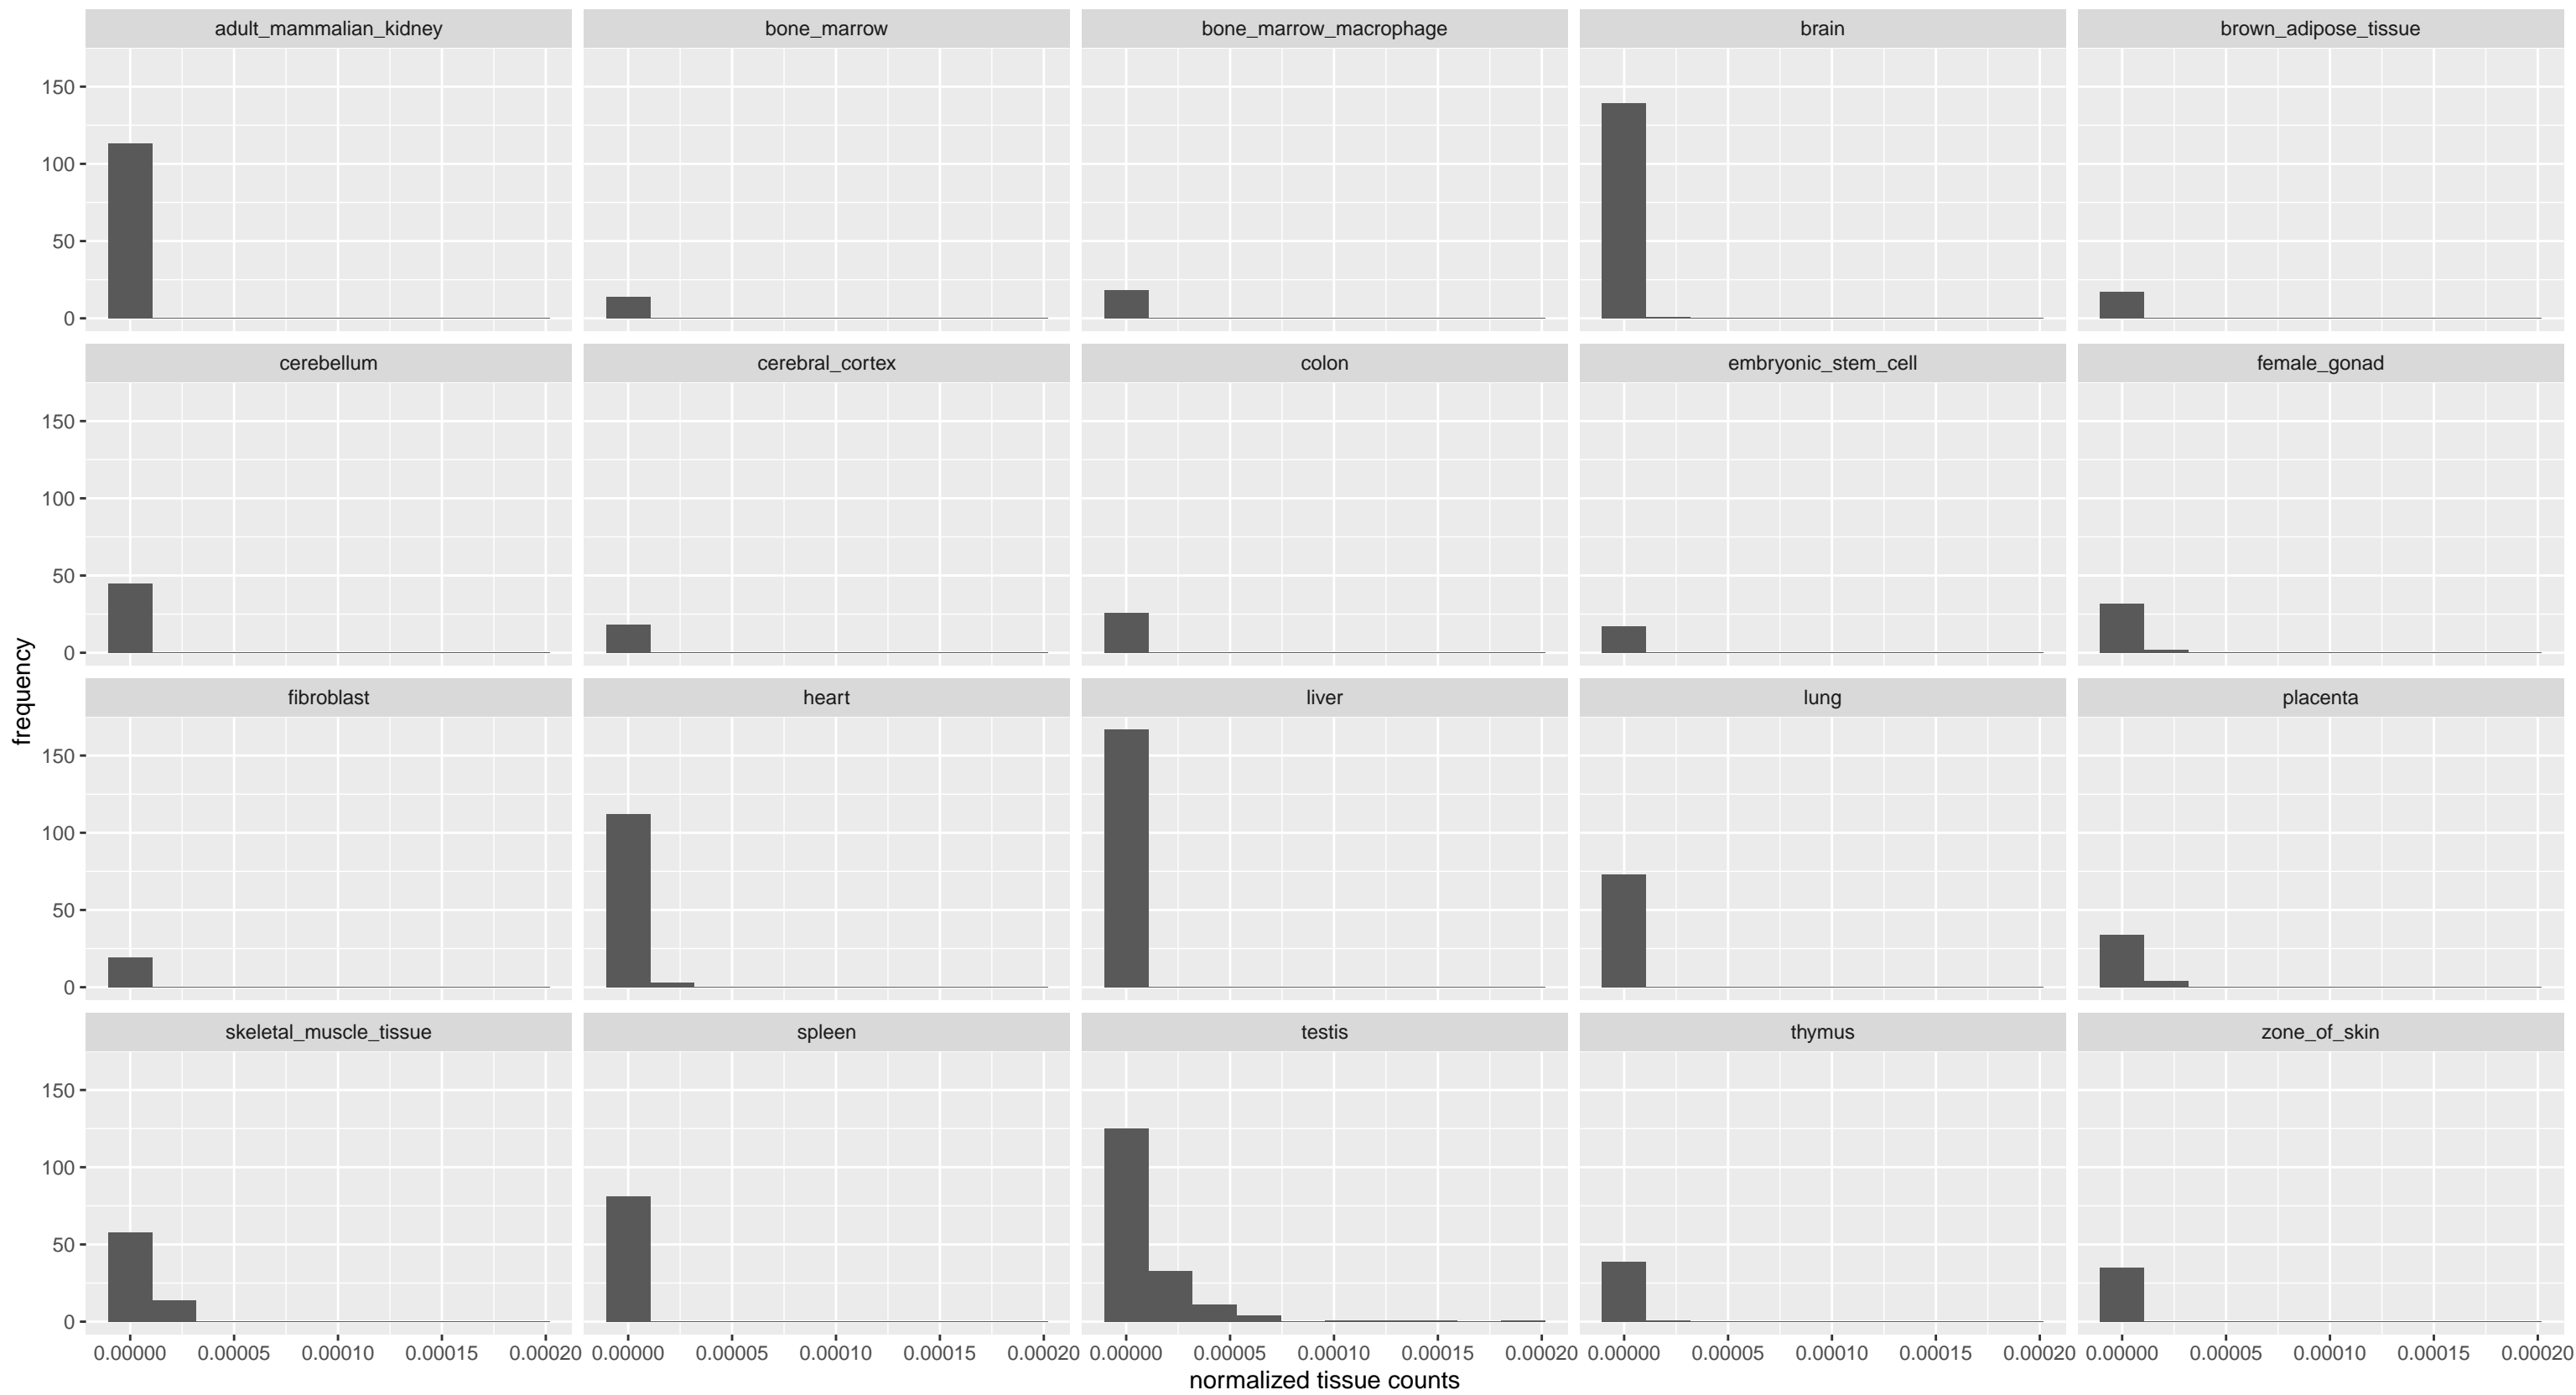 adult_mammalian_kidney bone_marrow bone_marrow_macrophage brain brown_adipose_tissue
150
100
50
0
cerebellum cerebral_cortex colon embryonic_stem_cell female_gonad
150
100
50
0
frequency
fibroblast heart liver lung placenta
150
100
50
0
skeletal_muscle_tissue spleen testis thymus zone_of_skin
150
100
50
0
0.00000 0.00005 0.00010 0.00015 0.00020 0.00000 0.00005 0.00010 0.00015 0.00020 0.00000 0.00005 0.00010 0.00015 0.00020 0.00000 0.00005 0.00010 0.00015 0.00020 0.00000 0.00005 0.00010 0.00015 0.00020
normalized tissue counts